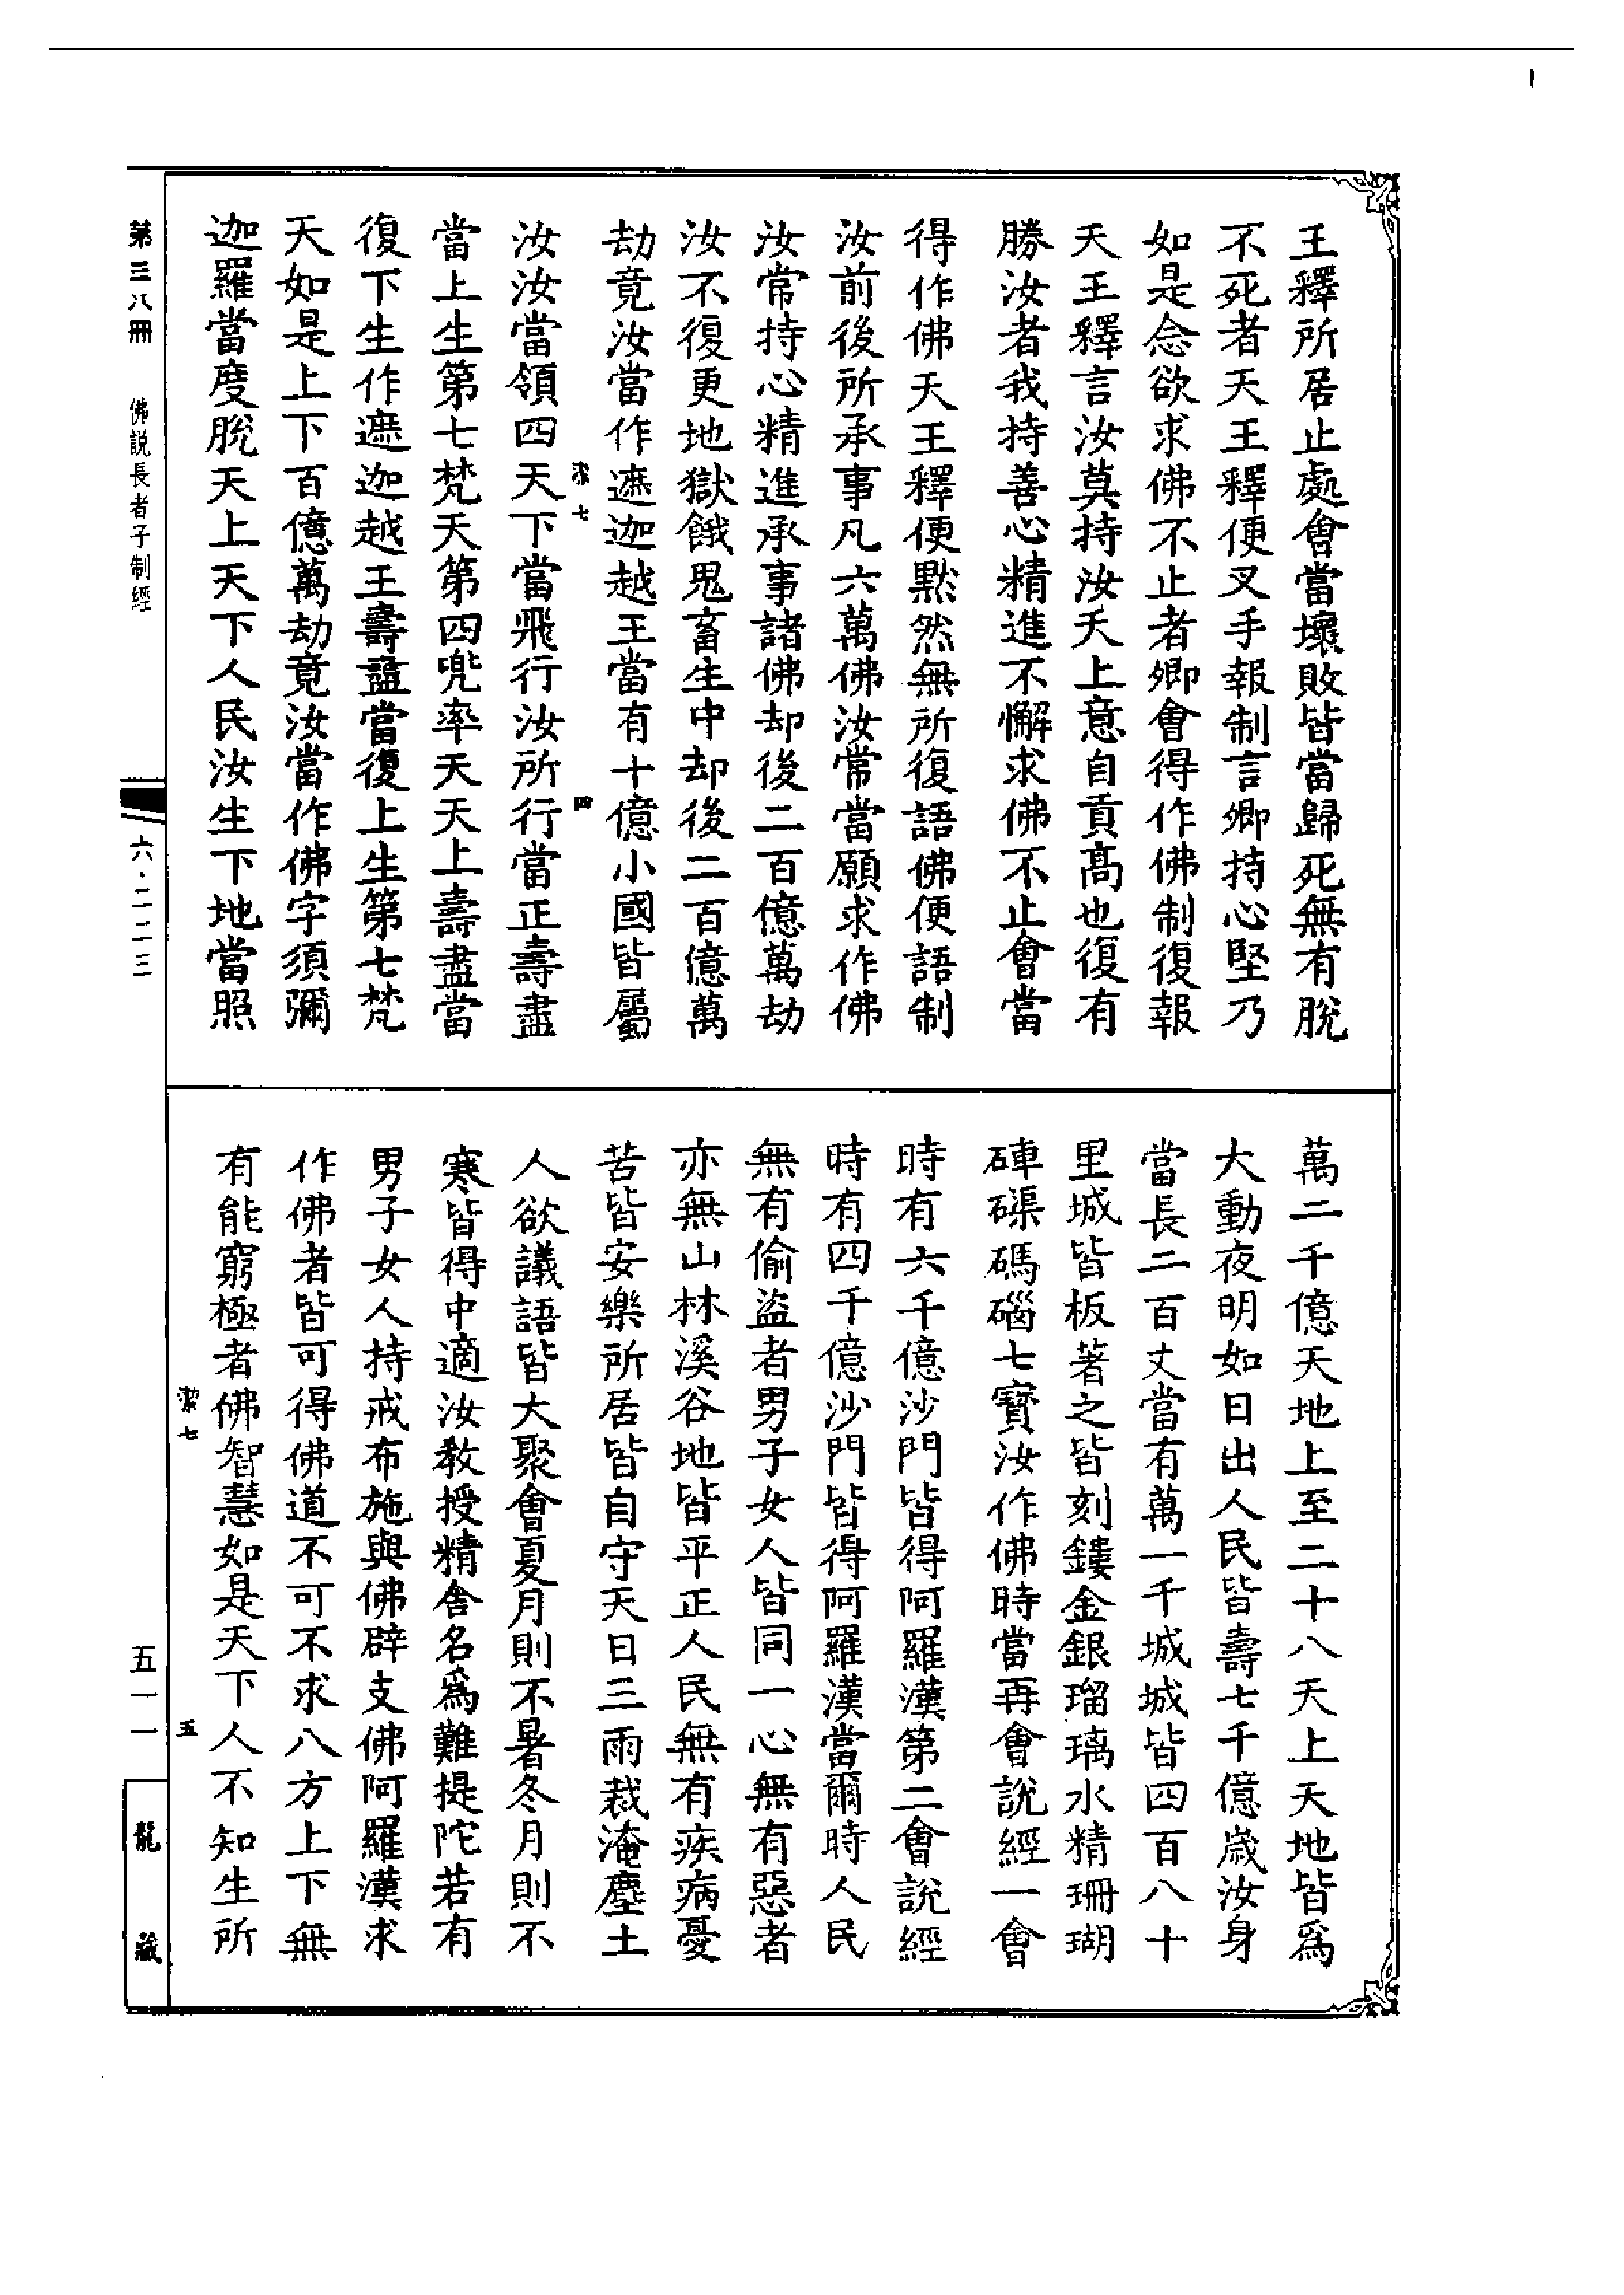 王釋所居止處會當壞敗皆當歸死無有脫
不死者天王釋便叉手報制言卿持心堅乃
如是念欲求佛不止者卿會得作佛制復報
天王釋言汝莫持汝天上意自貢高也復有
勝汝者我持善心精進不懈求佛不止會當
得作佛天王釋便默然無所復語佛便語制
汝前後所承事凡六萬佛汝常當願求作佛
汝常持心精進承事諸佛却後二百億萬劫
汝不復更地獄餓鬼畜生中却後二百億萬
劫竟汝當作遮迦越王當有十億小國皆屬
潔七
四
汝汝當領四天下當飛行汝所行當正壽盡
當上生第七梵天第四兜率天天上壽盡當
復下生作遮迦越王壽盡當復上生第七梵
天如是上下百億萬劫竟汝當作佛字須彌
迦羅當度脫天上天下人民汝生下地當照
萬二千億天地上至二十八天上天地皆爲
大動夜明如日出人民皆壽七千億歲汝身
當長二百丈當有萬一千城城皆四百八十
里城皆板著之皆刻鏤金銀瑠璃水精珊瑚
硨磲碼碯七寶汝作佛時當再會說經一會
時有六千億沙門皆得阿羅漢第二會說經
時有四千億沙門皆得阿羅漢當爾時人民
無有偷盜者男子女人皆同一心無有惡者
亦無山林溪谷地皆平正人民無有疾病憂
苦皆安樂所居皆自守天日三雨裁淹塵土
人欲議語皆大聚會夏月則不暑冬月則不
寒皆得中適汝教授精舍名爲難提陀若有
男子女人持戒布施與佛辟支佛阿羅漢求
作佛者皆可得佛道不可不求八方上下無
有能窮極者佛智慧如是天下人不知生所
潔七
五
第三八冊
佛説長者子制經
六·二二三
五一一
龍藏